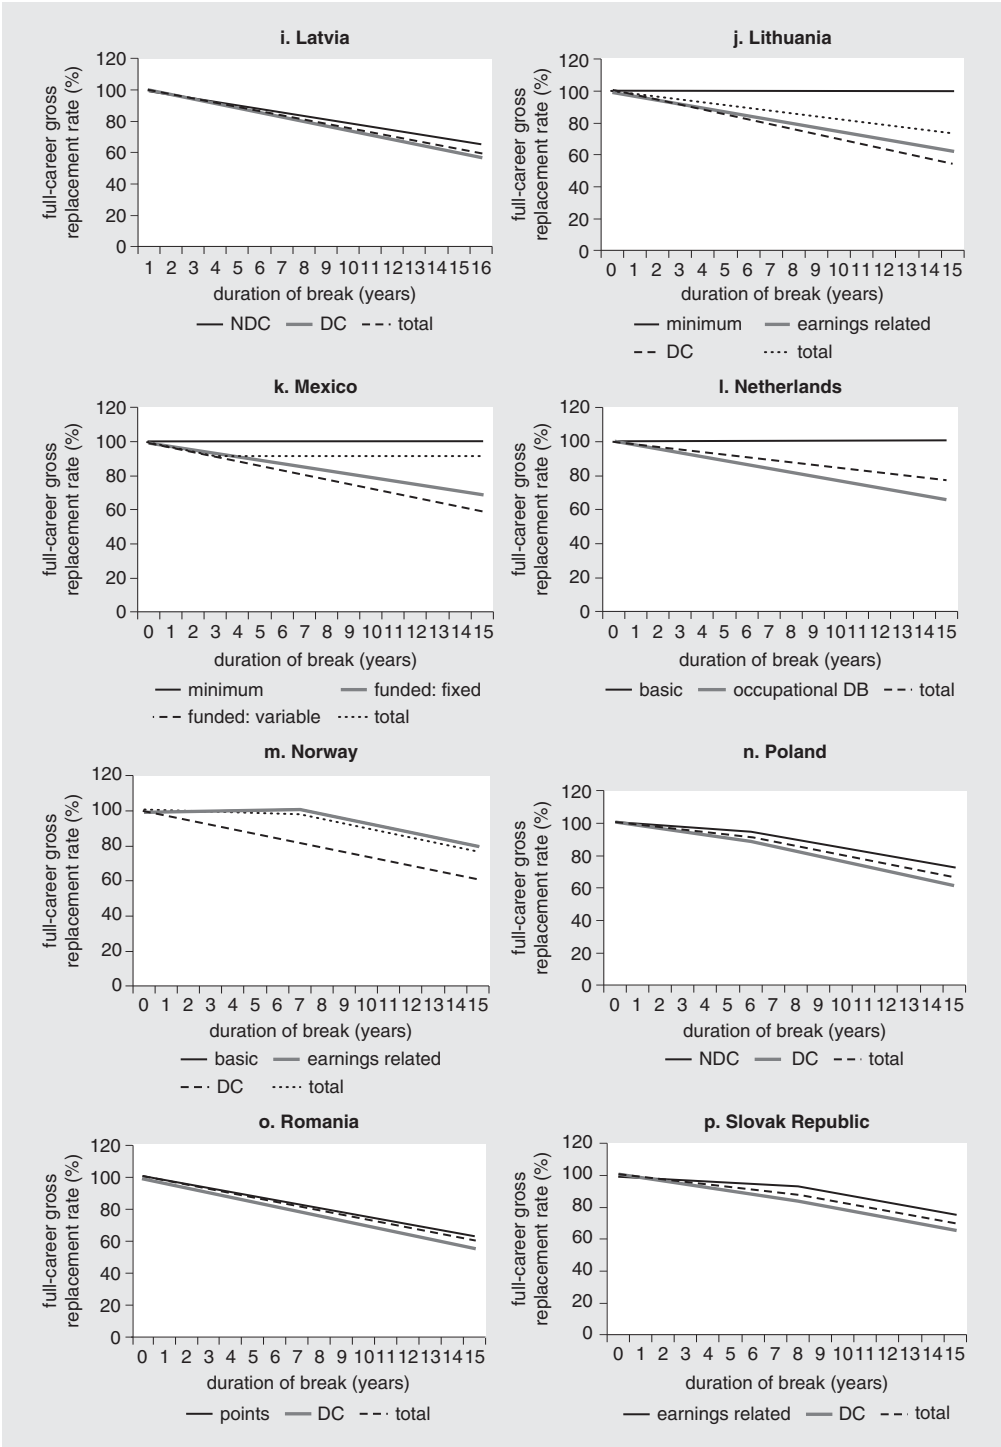 i. Latvia
full-career gross
replacement rate (%)
120
100
80
60
40
20
0
1 2 3 4 5 6 7 8 9 10 11 12 13 14 15 16
duration of break (years)
NDC DC total
j. Lithuania
full-career gross
replacement rate (%)
120
100
80
60
40
20
0
0 1 2 3 4 5 6 7 8 9 10 11 12 13 14 15
duration of break (years)
minimum earnings related
DC total
k. Mexico
full-career gross
replacement rate (%)
120
100
80
60
40
20
0
0 1 2 3 4 5 6 7 8 9 10 11 12 13 14 15
duration of break (years)
minimum funded: fixed
funded: variable total
l. Netherlands
full-career gross
replacement rate (%)
120
100
80
60
40
20
0
0 1 2 3 4 5 6 7 8 9 10 11 12 13 14 15
duration of break (years)
basic occupational DB total
m. Norway
full-career gross
replacement rate (%)
120
100
80
60
40
20
0
0 1 2 3 4 5 6 7 8 9 10 11 12 13 14 15
duration of break (years)
basic earnings related
DC total
n. Poland
full-career gross
replacement rate (%)
120
100
80
60
40
20
0
0 1 2 3 4 5 6 7 8 9 10 11 12 13 14 15
duration of break (years)
NDC DC total
o. Romania
full-career gross
replacement rate (%)
120
100
80
60
40
20
0
0 1 2 3 4 5 6 7 8 9 10 11 12 13 14 15
duration of break (years)
points DC total
p. Slovak Republic
full-career gross
replacement rate (%)
120
100
80
60
40
20
0
0 1 2 3 4 5 6 7 8 9 10 11 12 13 14 15
duration of break (years)
earnings related DC total